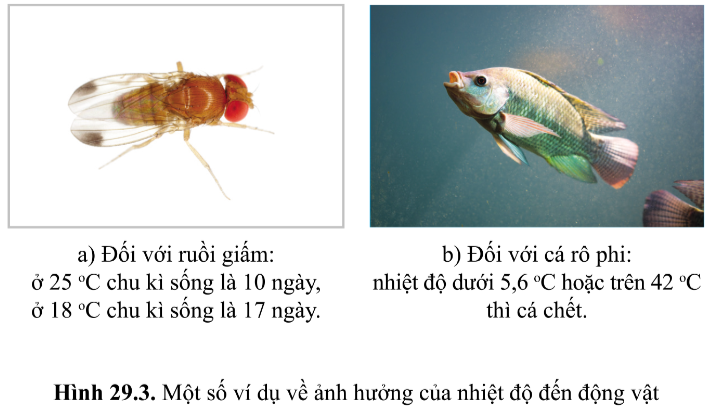 a) Đối với ruồi giấm:
ở 25 °C chu kì sống là 10 ngày,
ở 18 °C chu kì sống là 17 ngày.
b) Đối với cá rô phi:
nhiệt độ dưới 5,6 °C hoặc trên 42 °C
thì cá chết.
Hình 29.3. Một số ví dụ về ảnh hưởng của nhiệt độ đến động vật